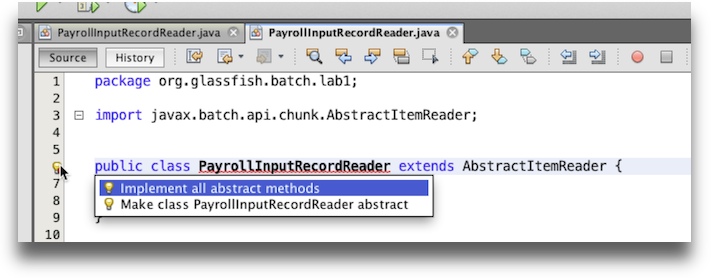 PayrollInputRecordReader.java PayrollInputRecordReader.java
Source History
1 package org.glassfish.batch.lab1;
2
3 import javax.batch.api.chunk.AbstractItemReader;
4
5
public class PayrollInputRecordReader extends AbstractItemReader {
7
Implement all abstract methods
8
Make class PayrollInputRecordReader abstract
9 }
10